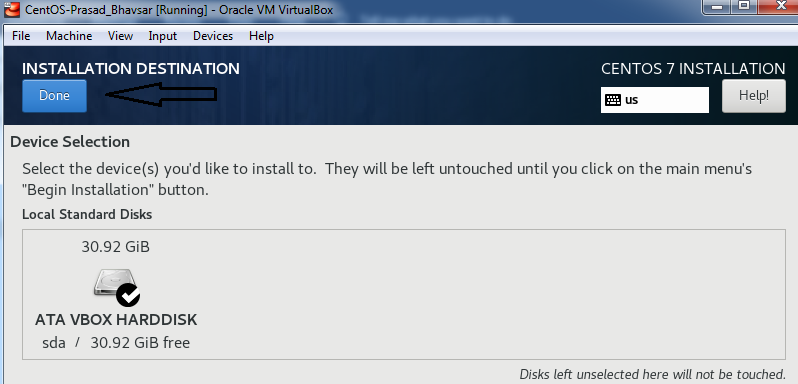 CentOS-Prasad_Bhavsar [Running] - Oracle VM VirtualBox
File Machine View Input Devices Help
INSTALLATION DESTINATION CENTOS 7 INSTALLATION
Done us Help!
Device Selection
Select the device(s) you'd like to install to. They will be left untouched until you click on the main menu's
"Begin Installation" button.
Local Standard Disks
30.92 GiB
ATA VBOX HARDDISK
sda / 30.92 GiB free
Disks left unselected here will not be touched.